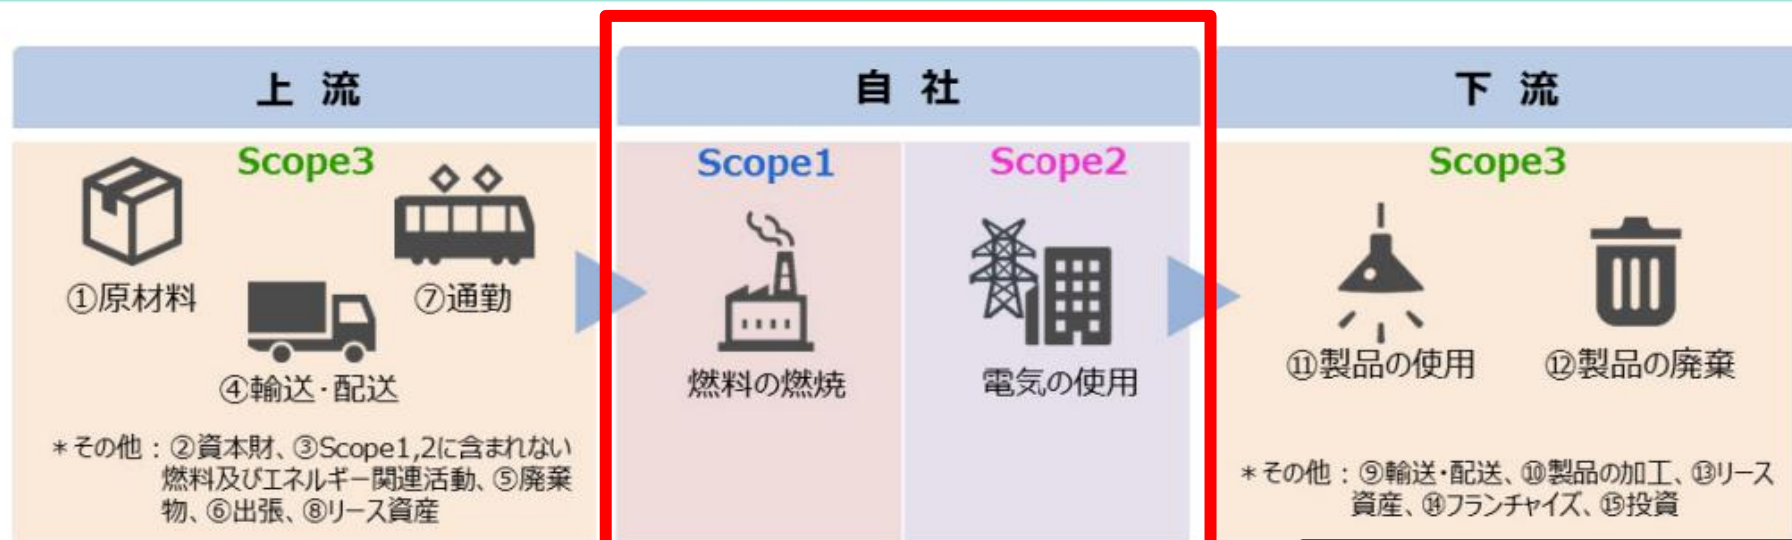 上 流
自 社
下 流
Scope3
①原材料
⑦通勤
④輸送・配送
＊その他：②資本財、③Scope1,2に含まれない
燃料及びエネルギー関連活動、⑤廃棄
物、⑥出張、⑧リース資産
Scope1
燃料の燃焼
Scope2
電気の使用
Scope3
⑪製品の使用
⑫製品の廃棄
＊その他：⑨輸送・配送、⑩製品の加工、⑬リース
資産、⑭フランチャイズ、⑮投資